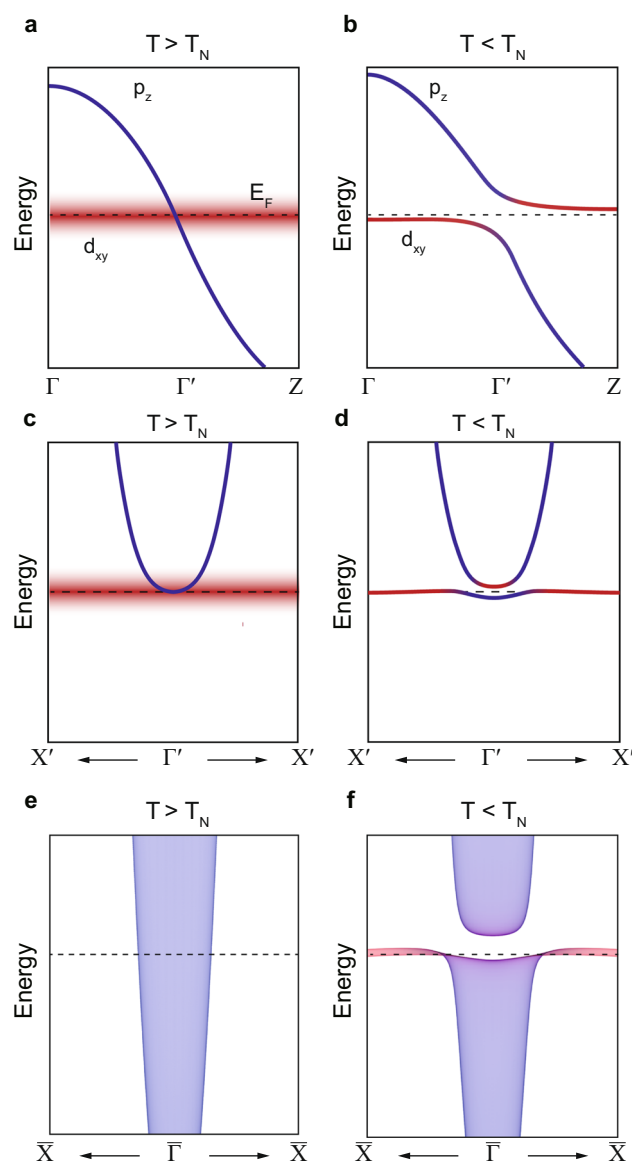 a
T > T_N
p_z
E_F
d_xy
Energy
Γ Γ′ Z
b
T < T_N
p_z
d_xy
Energy
Γ Γ′ Z
c
T > T_N
Energy
X′ ← Γ′ → X′
d
T < T_N
Energy
X′ ← Γ′ → X′
e
T > T_N
Energy
X̅ ← Γ̅ → X̅
f
T < T_N
Energy
X̅ ← Γ̅ → X̅